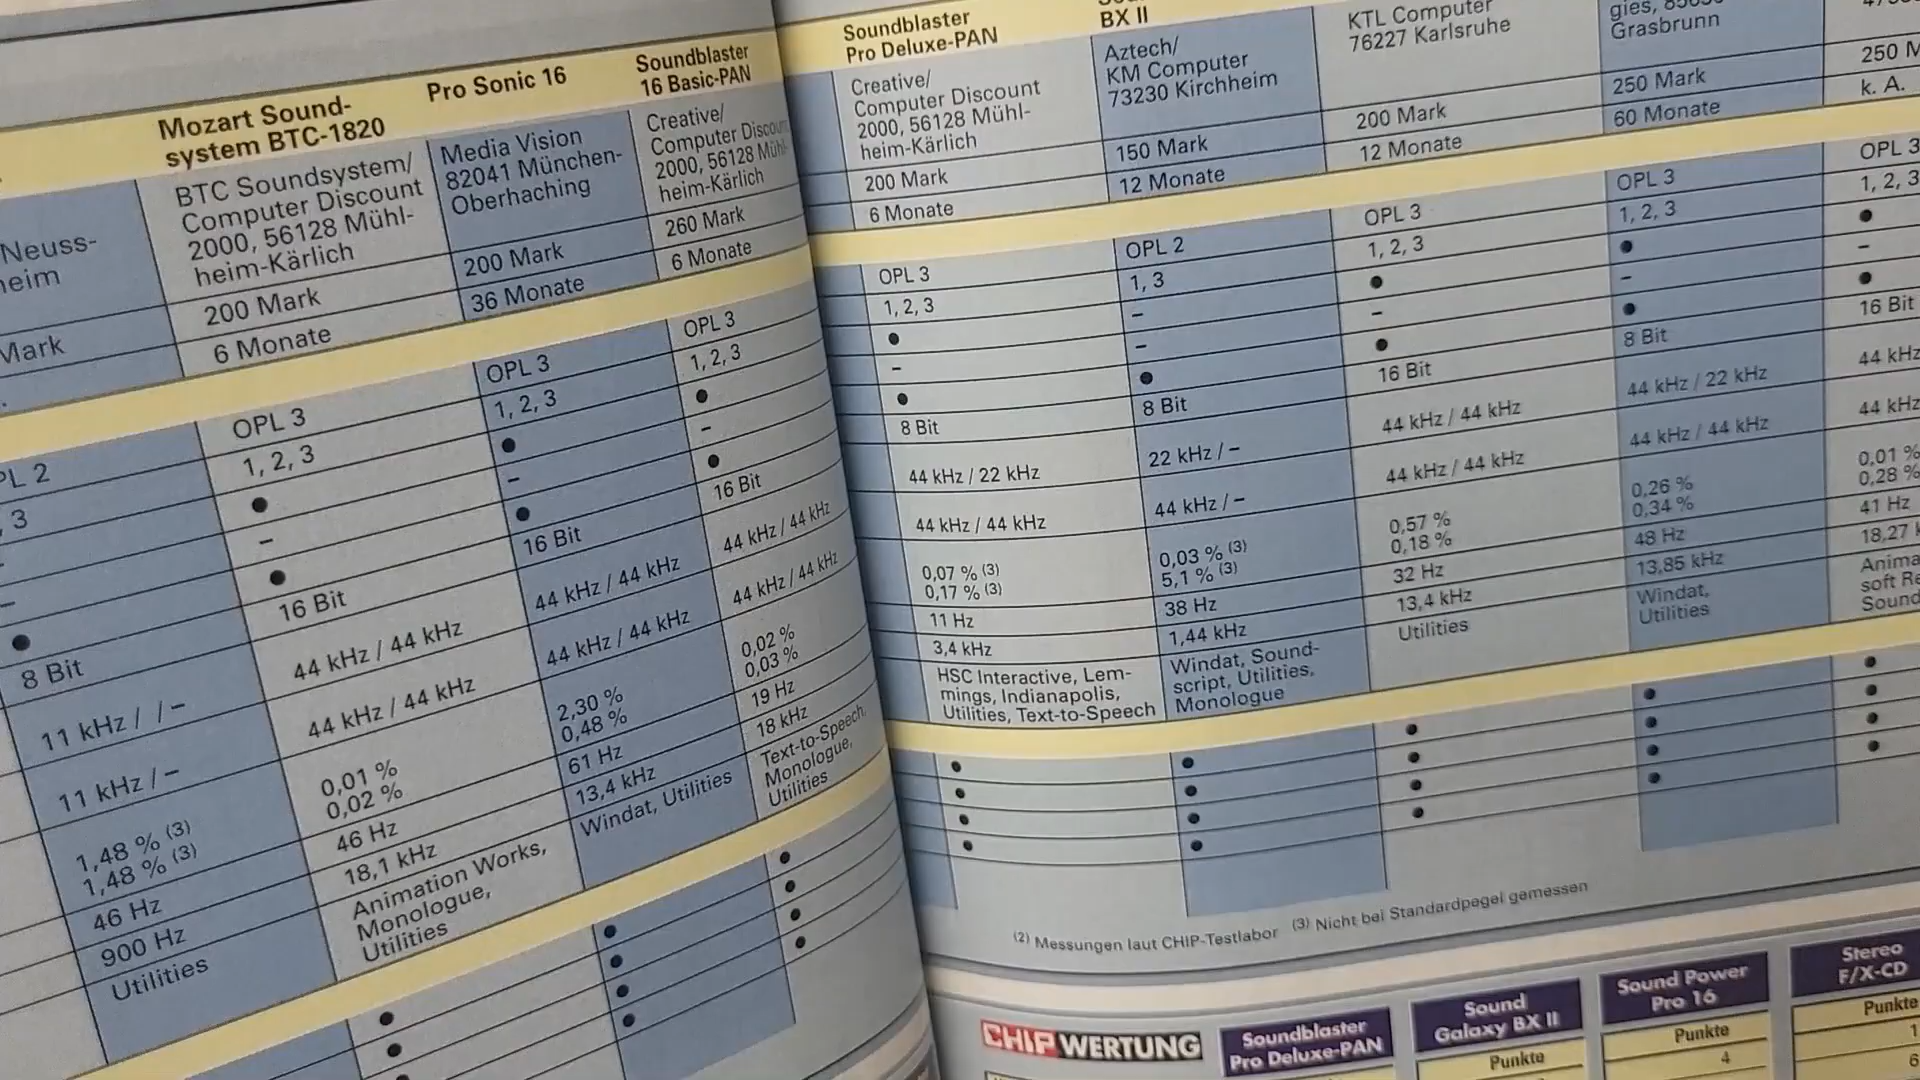 Mozart Sound-
system BTC-1820
BTC Soundsystem/
Computer Discount
2000, 56128 Mühl-
heim-Kärlich
200 Mark
6 Monate
OPL 3
1, 2, 3
●
–
●
16 Bit
44 kHz / 44 kHz
44 kHz / 44 kHz
0,01 %
0,02 %
46 Hz
18,1 kHz
Animation Works,
Monologue,
Utilities
Neuss-
heim
Mark
PL 2
, 3
8 Bit
11 kHz / / –
11 kHz / –
1,48 % (3)
1,48 % (3)
46 Hz
900 Hz
Utilities
Pro Sonic 16
Media Vision
82041 München-
Oberhaching
200 Mark
36 Monate
OPL 3
1, 2, 3
●
–
●
16 Bit
44 kHz / 44 kHz
44 kHz / 44 kHz
2,30 %
0,48 %
61 Hz
13,4 kHz
Windat, Utilities
Soundblaster
16 Basic-PAN
Creative/
Computer Discount
2000, 56128 Mühl-
heim-Kärlich
260 Mark
6 Monate
OPL 3
1, 2, 3
●
–
●
16 Bit
44 kHz / 44 kHz
44 kHz / 44 kHz
0,02 %
0,03 %
19 Hz
18 kHz
Text-to-Speech,
Monologue,
Utilities
Soundblaster
Pro Deluxe-PAN
Creative/
Computer Discount
2000, 56128 Mühl-
heim-Kärlich
200 Mark
6 Monate
OPL 3
1, 2, 3
●
–
●
8 Bit
44 kHz / 22 kHz
44 kHz / 44 kHz
0,07 % (3)
0,17 % (3)
11 Hz
3,4 kHz
HSC Interactive, Lem-
mings, Indianapolis,
Utilities, Text-to-Speech
BX II
Aztech/
KM Computer
73230 Kirchheim
150 Mark
12 Monate
OPL 2
1, 3
–
–
●
8 Bit
22 kHz / –
44 kHz / –
0,03 % (3)
5,1 % (3)
38 Hz
1,44 kHz
Windat, Sound-
script, Utilities,
Monologue
KTL Computer
76227 Karlsruhe
200 Mark
12 Monate
OPL 3
1, 2, 3
●
–
●
16 Bit
44 kHz / 44 kHz
44 kHz / 44 kHz
0,57 %
0,18 %
32 Hz
13,4 kHz
Utilities
Grasbrunn
250 Mark
60 Monate
OPL 3
1, 2, 3
●
–
●
8 Bit
44 kHz / 22 kHz
44 kHz / 44 kHz
0,26 %
0,34 %
48 Hz
13,85 kHz
Windat,
Utilities
250 M
k. A.
OPL 3
1, 2, 3
●
–
●
16 Bit
44 kHz
44 kHz
0,01 %
0,28 %
41 Hz
18,27 k
Anima
soft Re
Sound
(2) Messungen laut CHIP-Testlabor (3) Nicht bei Standardpegel gemessen
CHIP WERTUNG
Soundblaster
Pro Deluxe-PAN
Sound
Galaxy BX II
Punkte
Sound Power
Pro 16
Punkte
4
Stereo
F/X-CD
Punkte
1
6